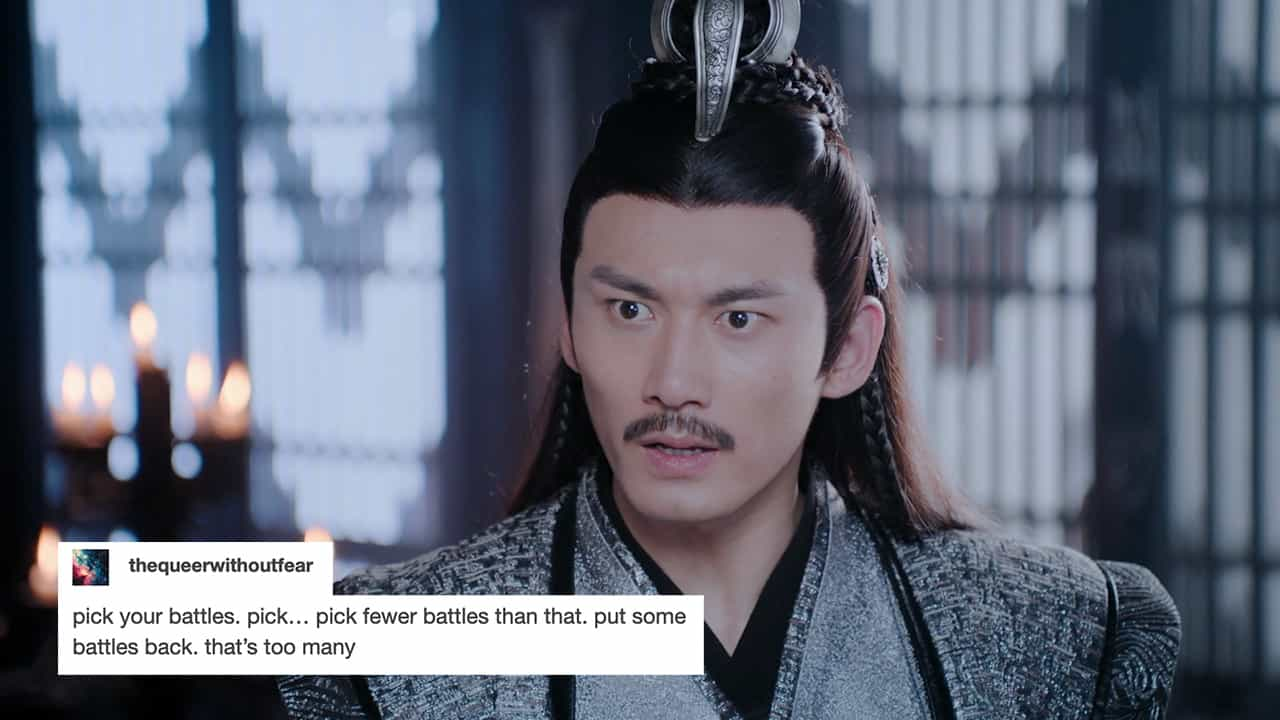 thequeerwithoutfear
pick your battles. pick… pick fewer battles than that. put some
battles back. that’s too many